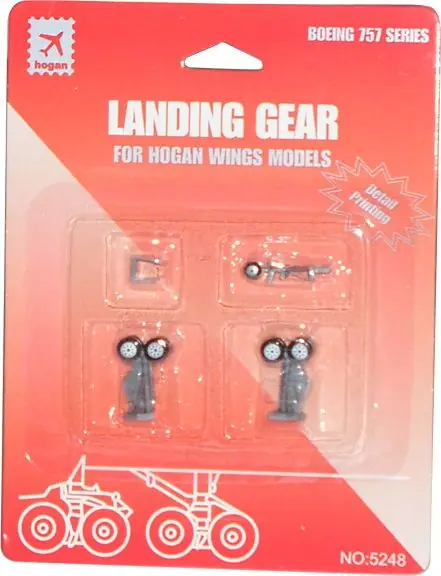 hogan
BOEING 757 SERIES
LANDING GEAR
FOR HOGAN WINGS MODELS
Detail
Printing
NO:5248